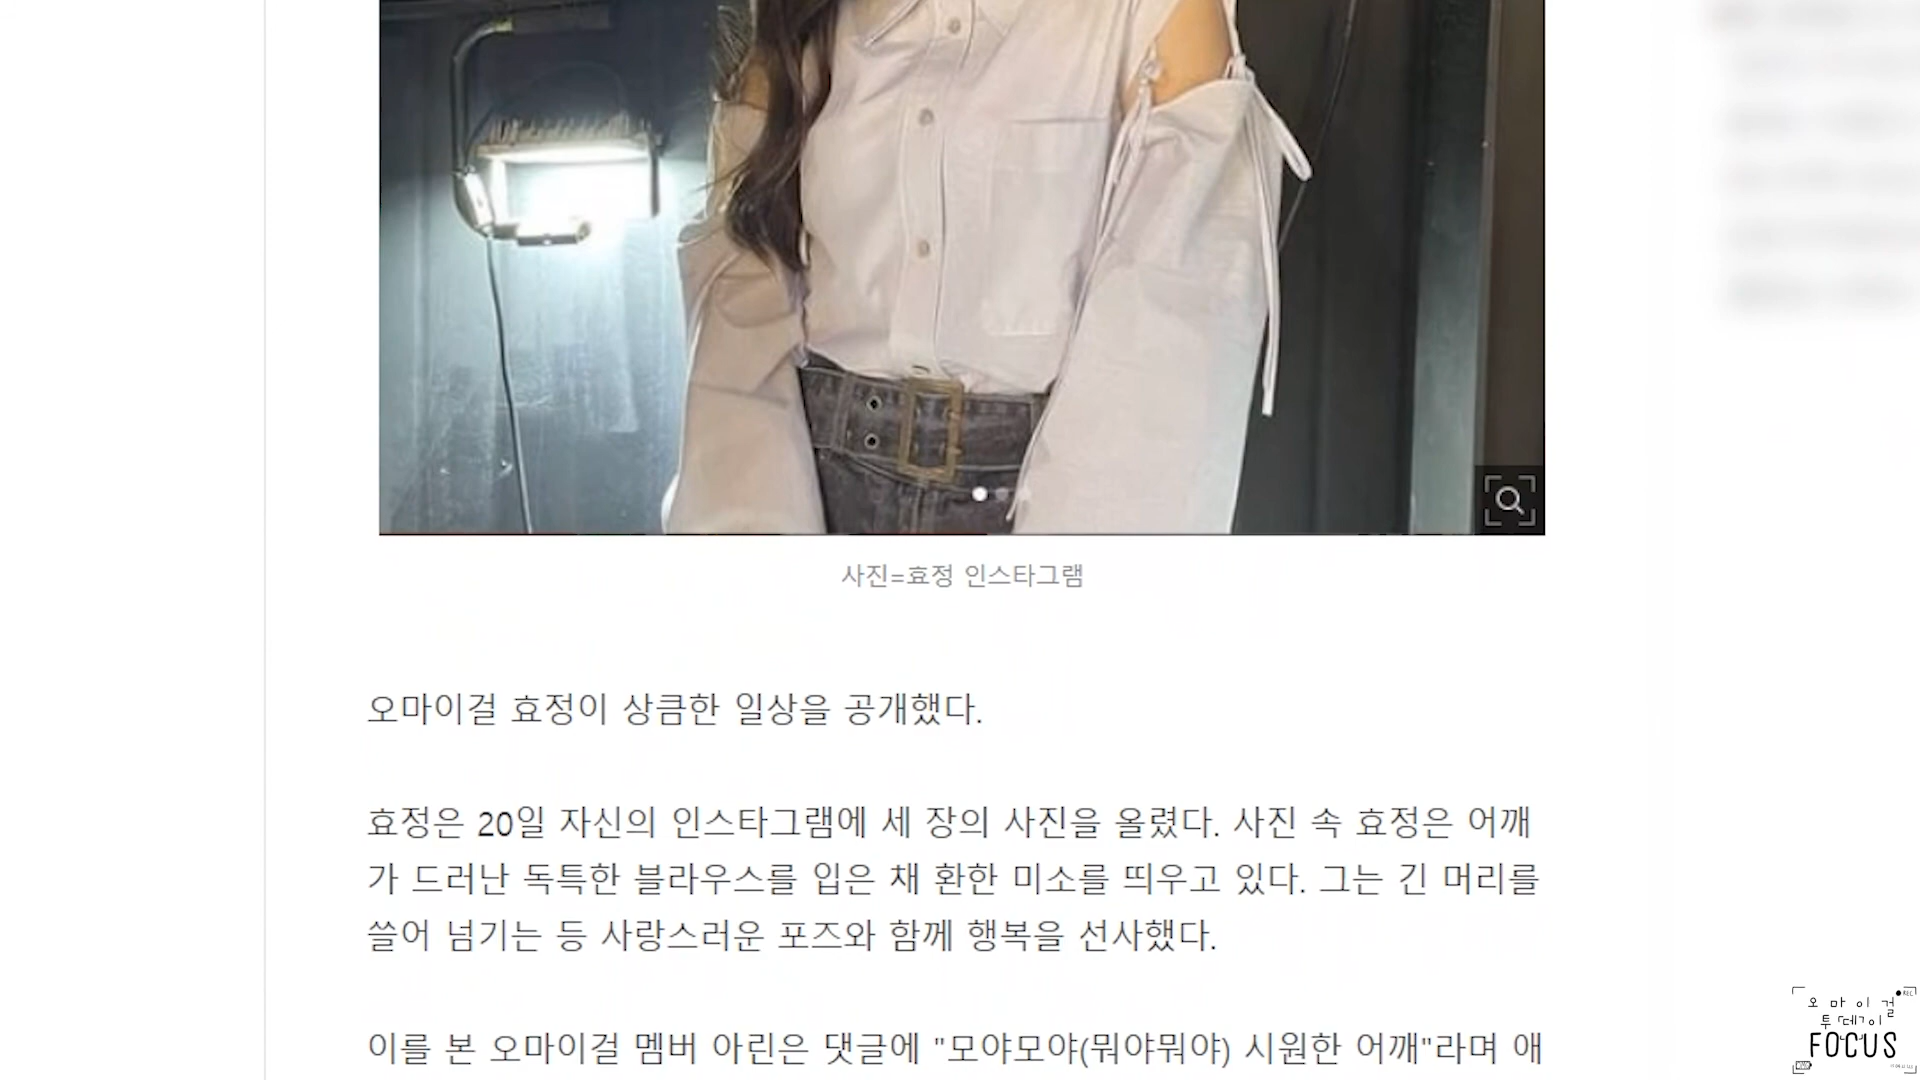 사진=효정 인스타그램
오마이걸 효정이 상큼한 일상을 공개했다.
효정은 20일 자신의 인스타그램에 세 장의 사진을 올렸다. 사진 속 효정은 어깨
가 드러난 독특한 블라우스를 입은 채 환한 미소를 띄우고 있다. 그는 긴 머리를
쓸어 넘기는 등 사랑스러운 포즈와 함께 행복을 선사했다.
이를 본 오마이걸 멤버 아린은 댓글에 "모야모야(뭐야뭐야) 시원한 어깨"라며 애
오마이걸
투데이
FOCUS